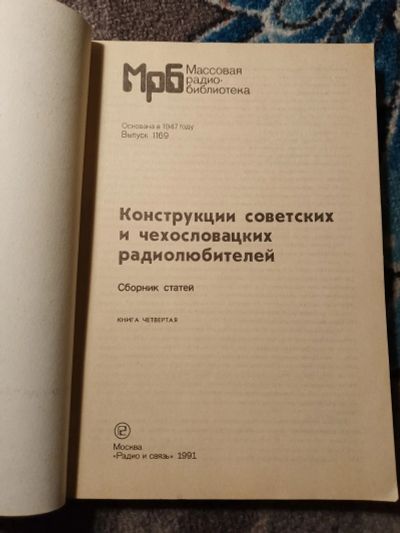 МрБ
Массовая
радио-
библиотека
Основана в 1947 году
Выпуск 1169
Конструкции советских
и чехословацких
радиолюбителей
Сборник статей
КНИГА ЧЕТВЕРТАЯ
Москва
«Радио и связь» 1991